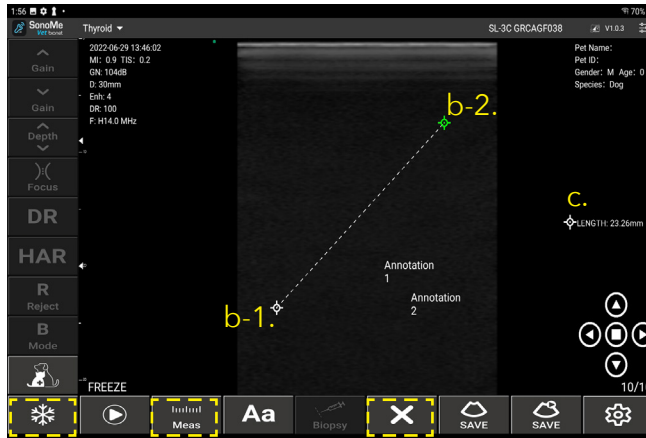 1:56
70%
SonoMe
Vet bxnet
Thyroid
SL-3C GRCAGF038
V1.0.3
2022-06-29 13:46:02
MI: 0.9 TIS: 0.2
GN: 104dB
D: 30mm
Enh: 4
DR: 100
F: H14.0 MHz
Pet Name:
Pet ID:
Gender: M Age: 0
Species: Dog
Gain
Gain
Depth
Focus
DR
HAR
R
Reject
B
Mode
b-2.
c.
LENGTH: 23.26mm
Annotation
1
Annotation
2
b-1.
FREEZE
10/1
Meas
Aa
Biopsy
SAVE
SAVE